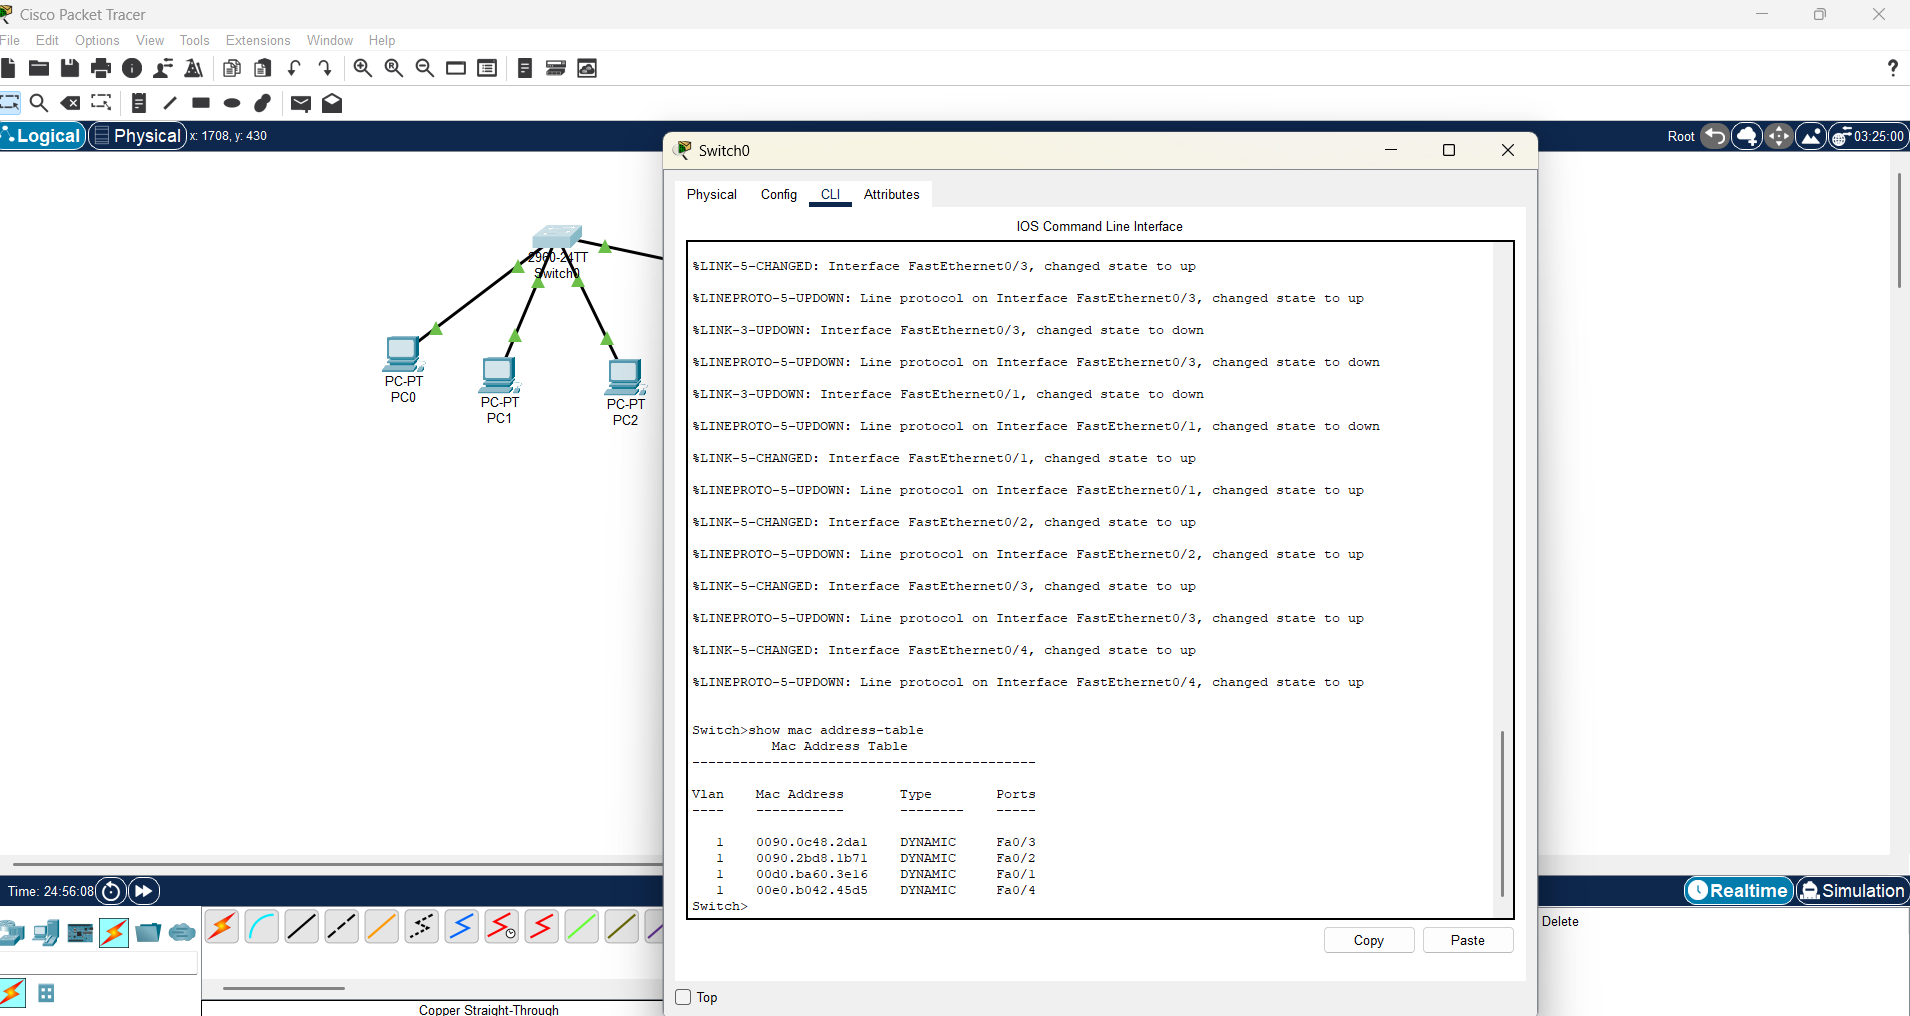 Cisco Packet Tracer
File Edit Options View Tools Extensions Window Help
Logical Physical x: 1708, y: 430
Root 03:25:00
2960-24TT
Switch0
PC-PT
PC0
PC-PT
PC1
PC-PT
PC2
Switch0
Physical Config CLI Attributes
IOS Command Line Interface
%LINK-5-CHANGED: Interface FastEthernet0/3, changed state to up
%LINEPROTO-5-UPDOWN: Line protocol on Interface FastEthernet0/3, changed state to up
%LINK-3-UPDOWN: Interface FastEthernet0/3, changed state to down
%LINEPROTO-5-UPDOWN: Line protocol on Interface FastEthernet0/3, changed state to down
%LINK-3-UPDOWN: Interface FastEthernet0/1, changed state to down
%LINEPROTO-5-UPDOWN: Line protocol on Interface FastEthernet0/1, changed state to down
%LINK-5-CHANGED: Interface FastEthernet0/1, changed state to up
%LINEPROTO-5-UPDOWN: Line protocol on Interface FastEthernet0/1, changed state to up
%LINK-5-CHANGED: Interface FastEthernet0/2, changed state to up
%LINEPROTO-5-UPDOWN: Line protocol on Interface FastEthernet0/2, changed state to up
%LINK-5-CHANGED: Interface FastEthernet0/3, changed state to up
%LINEPROTO-5-UPDOWN: Line protocol on Interface FastEthernet0/3, changed state to up
%LINK-5-CHANGED: Interface FastEthernet0/4, changed state to up
%LINEPROTO-5-UPDOWN: Line protocol on Interface FastEthernet0/4, changed state to up
Switch>show mac address-table
Mac Address Table
-------------------------------------------
Vlan Mac Address Type Ports
---- ----------- -------- -----
1 0090.0c48.2da1 DYNAMIC Fa0/3
1 0090.2bd8.1b71 DYNAMIC Fa0/2
1 00d0.ba60.3e16 DYNAMIC Fa0/1
1 00e0.b042.45d5 DYNAMIC Fa0/4
Switch>
Copy Paste
Top
Time: 24:56:08
Realtime Simulation
Delete
Copper Straight-Through